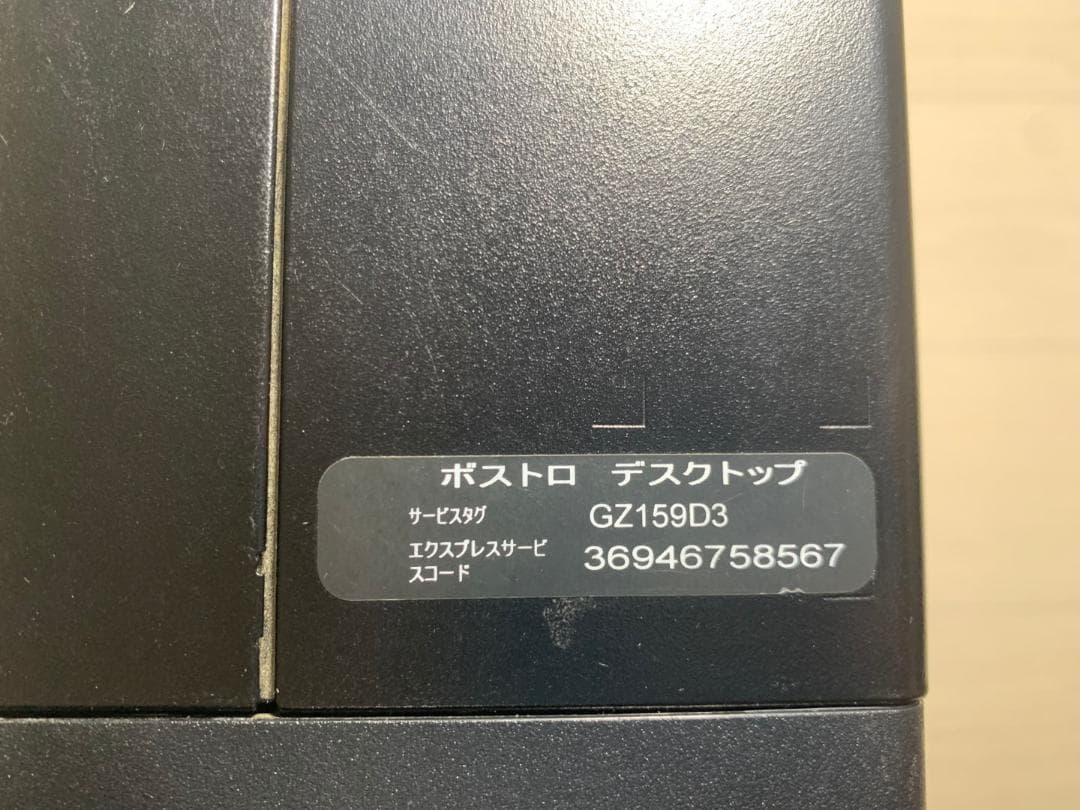 ボストロ　デスクトップ
サービスタグ GZ159D3
エクスプレスサービ
スコード 36946758567